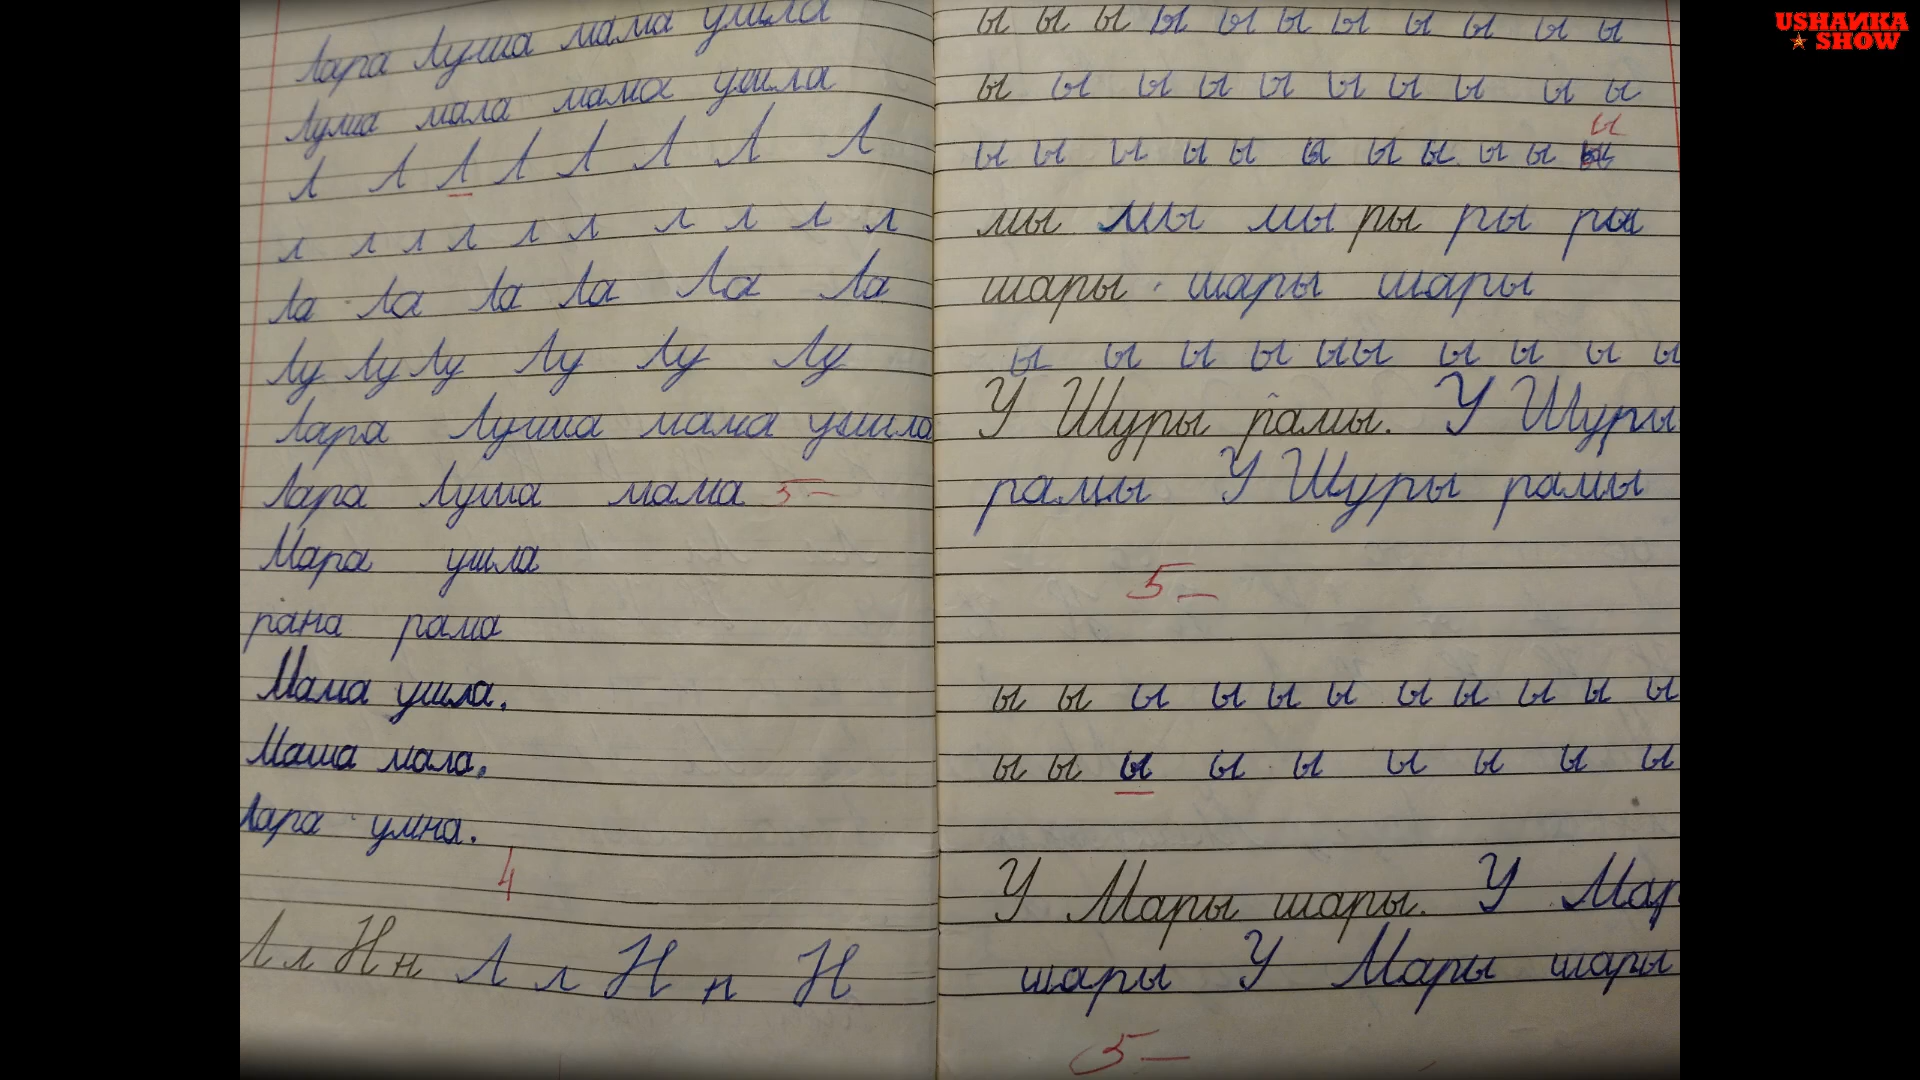 Лара Луша мама ушла
Луша мала мама ушла
Л Л Л Л Л Л Л Л
л л л л л л л л л л
Ла Ла Ла Ла Ла Ла
Лу Лу Лу Лу Лу Лу
Лара Луша мама ушла
Лара Луша мама 5-
Мара ушла
рана рама
Мама ушла.
Маша мала.
Лара умна.
4
Л л Н н Л л Н н Н
ы ы ы ы ы ы ы ы ы ы ы
ы ы ы ы ы ы ы ы ы ы
ы
ы ы ы ы ы ы ы ы ы ы ы
мы мы мы ры ры ры
шары шары шары
ы ы ы ы ы ы ы ы ы ы
У Шуры рамы. У Шуры
рамы У Шуры рамы
5-
ы ы ы ы ы ы ы ы ы ы ы
ы ы ы ы ы ы ы ы ы
У Мары шары. У Мар
шары У Мары шары
5-
USHAИKA
SHOW